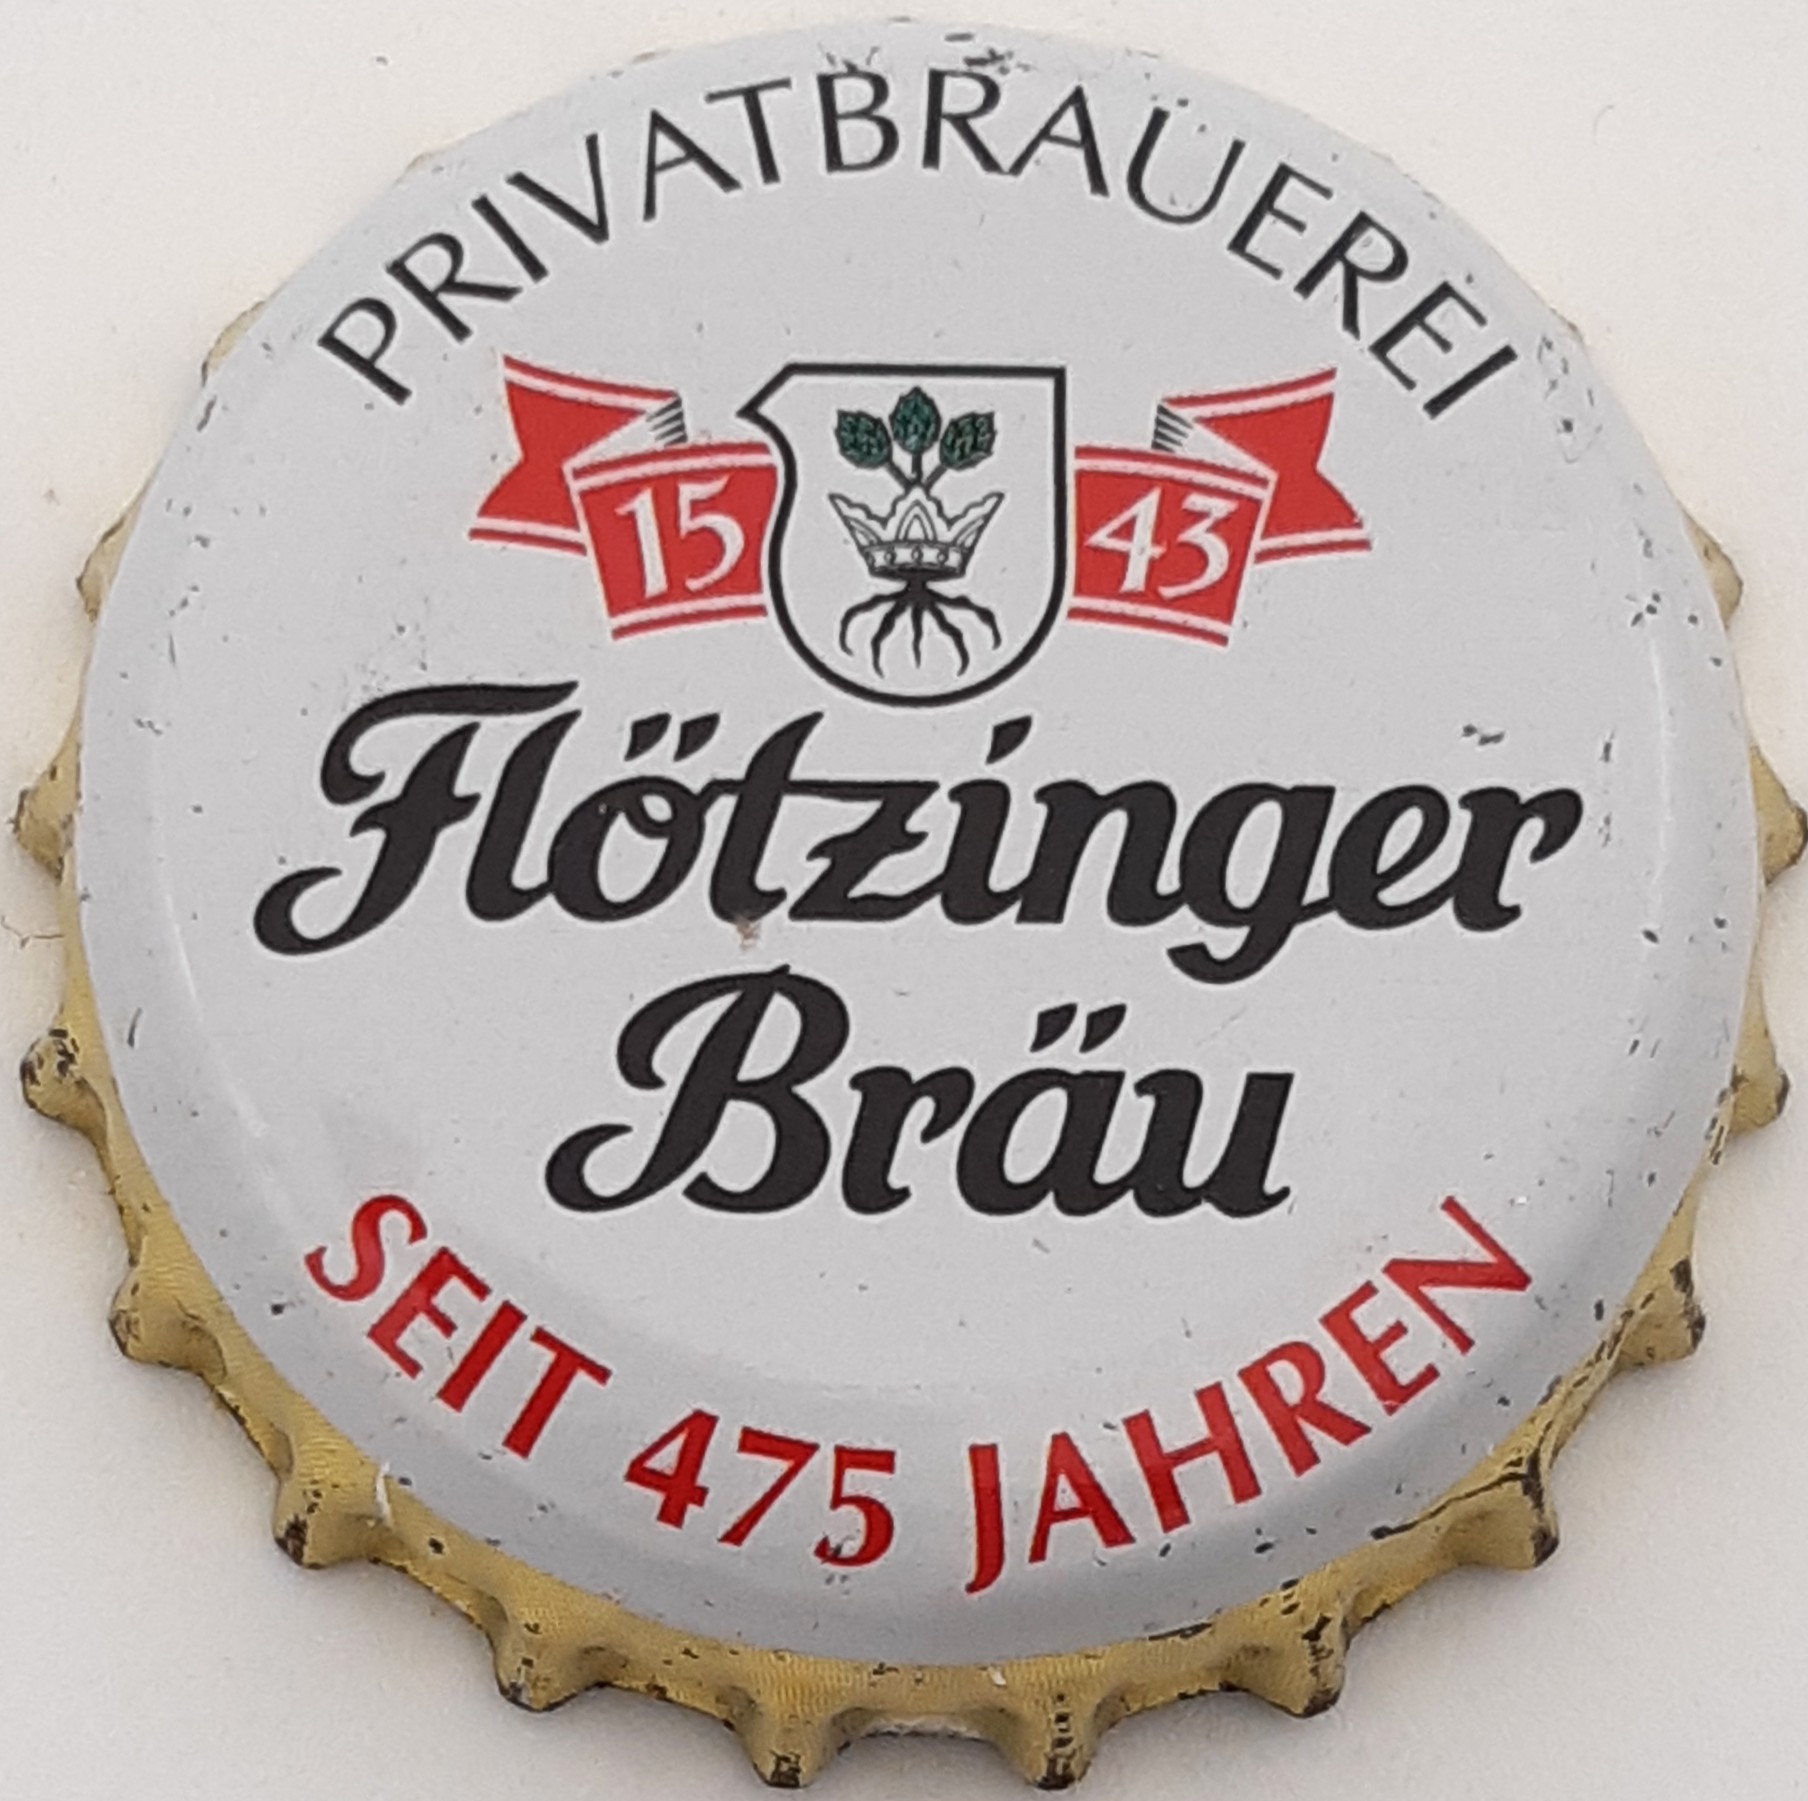 PRIVATBRAUEREI
15 43
Flötzinger
Bräu
SEIT 475 JAHREN